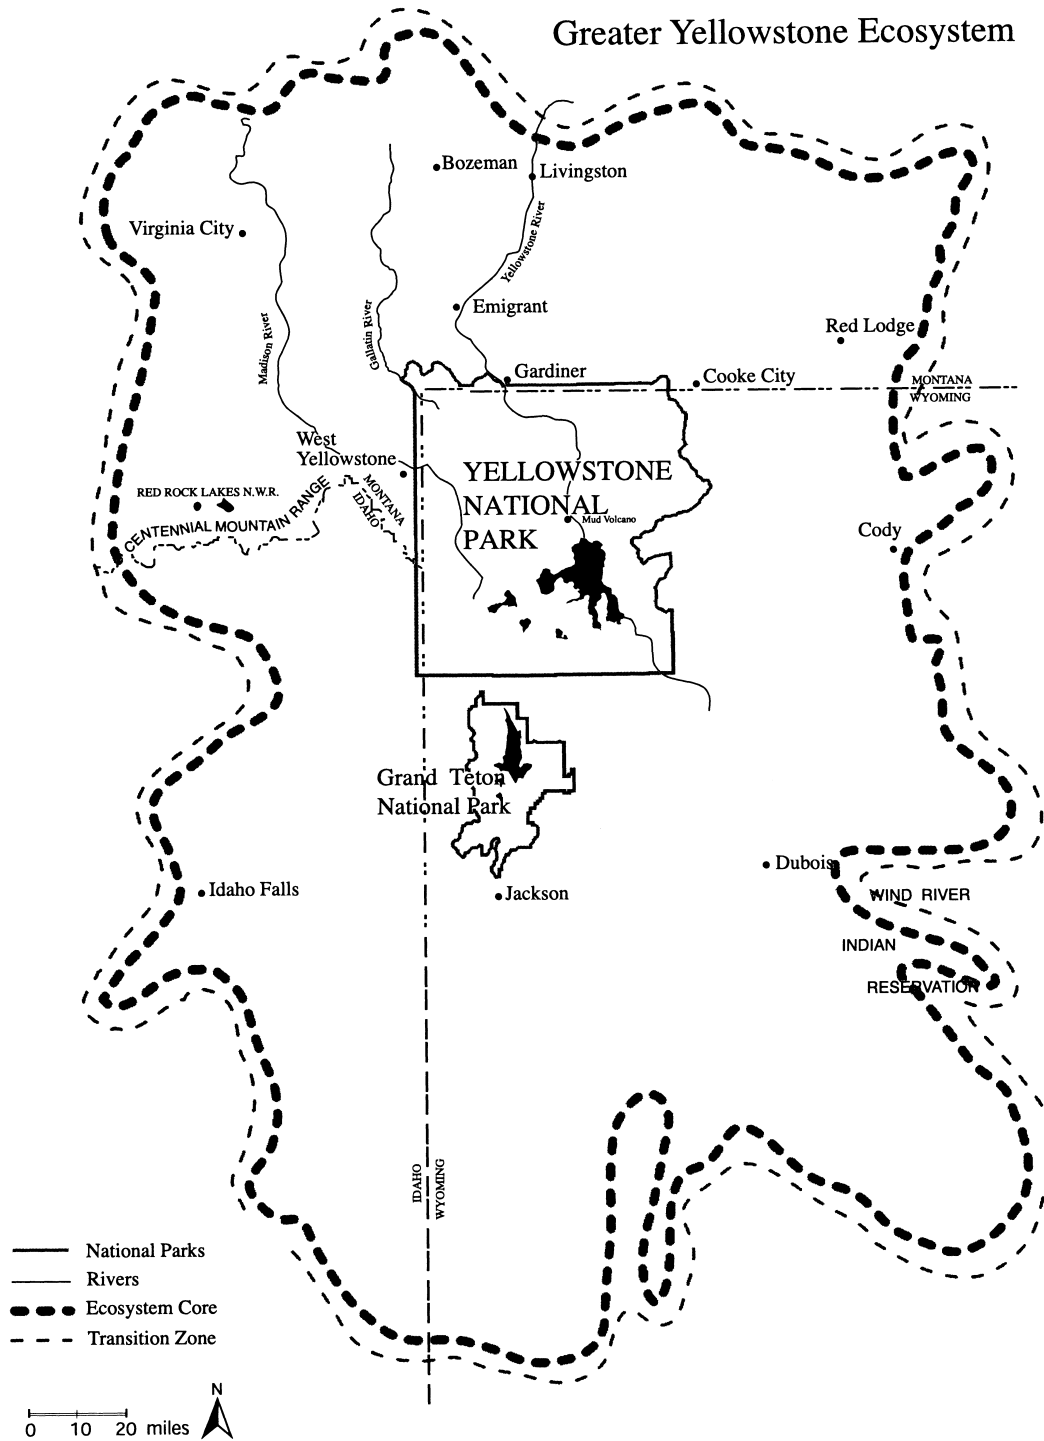 Greater Yellowstone Ecosystem
Bozeman
Livingston
Virginia City
Yellowstone River
Emigrant
Madison River
Gallatin River
Red Lodge
Gardiner
Cooke City
MONTANA
WYOMING
West
Yellowstone
YELLOWSTONE
NATIONAL
PARK
Mud Volcano
RED ROCK LAKES N.W.R.
CENTENNIAL MOUNTAIN RANGE
MONTANA
IDAHO
Cody
Grand Teton
National Park
Dubois
Idaho Falls
Jackson
WIND RIVER
INDIAN
RESERVATION
IDAHO
WYOMING
National Parks
Rivers
Ecosystem Core
Transition Zone
N
0 10 20 miles